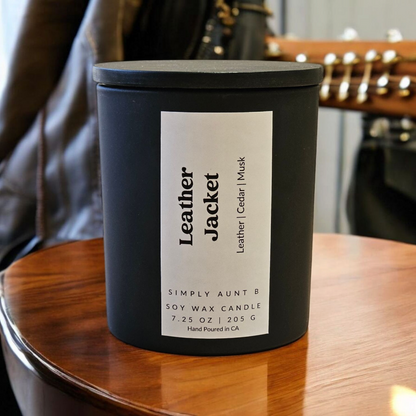 Leather
Jacket
Leather | Cedar | Musk
SIMPLY AUNT B
SOY WAX CANDLE
7.25 OZ | 205 G
Hand Poured in CA